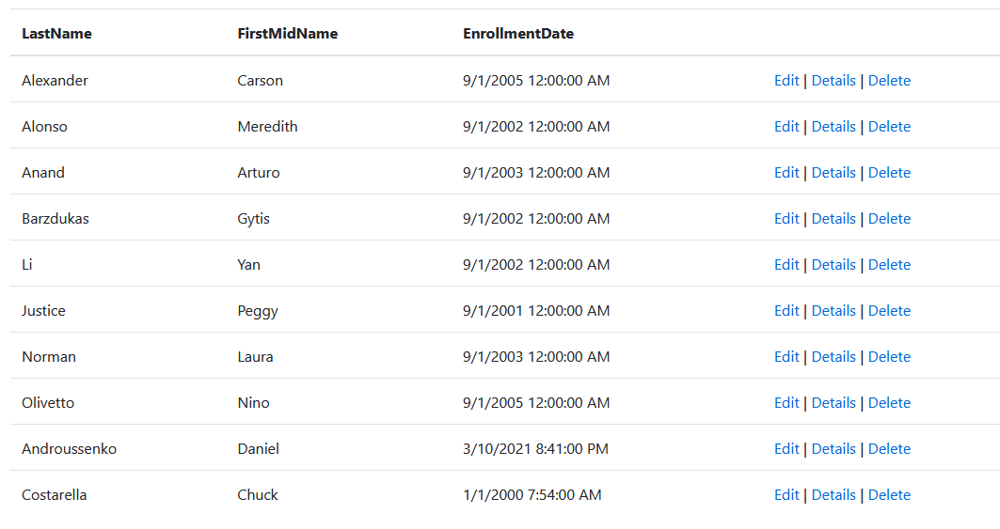 LastName FirstMidName EnrollmentDate
Alexander Carson 9/1/2005 12:00:00 AM Edit | Details | Delete
Alonso Meredith 9/1/2002 12:00:00 AM Edit | Details | Delete
Anand Arturo 9/1/2003 12:00:00 AM Edit | Details | Delete
Barzdukas Gytis 9/1/2002 12:00:00 AM Edit | Details | Delete
Li Yan 9/1/2002 12:00:00 AM Edit | Details | Delete
Justice Peggy 9/1/2001 12:00:00 AM Edit | Details | Delete
Norman Laura 9/1/2003 12:00:00 AM Edit | Details | Delete
Olivetto Nino 9/1/2005 12:00:00 AM Edit | Details | Delete
Androussenko Daniel 3/10/2021 8:41:00 PM Edit | Details | Delete
Costarella Chuck 1/1/2000 7:54:00 AM Edit | Details | Delete